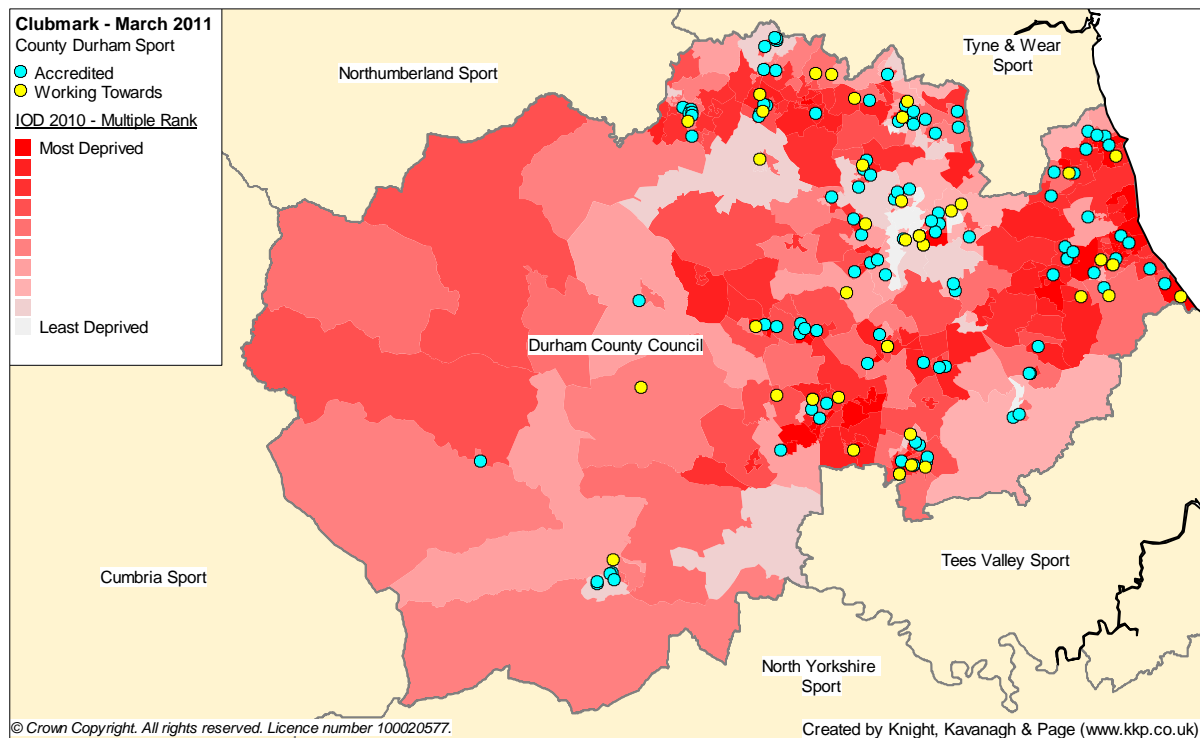 Clubmark - March 2011
County Durham Sport
Accredited
Working Towards
IOD 2010 - Multiple Rank
Most Deprived
Least Deprived
Northumberland Sport
Tyne & Wear
Sport
Durham County Council
Cumbria Sport
Tees Valley Sport
North Yorkshire
Sport
© Crown Copyright. All rights reserved. Licence number 100020577.
Created by Knight, Kavanagh & Page (www.kkp.co.uk)